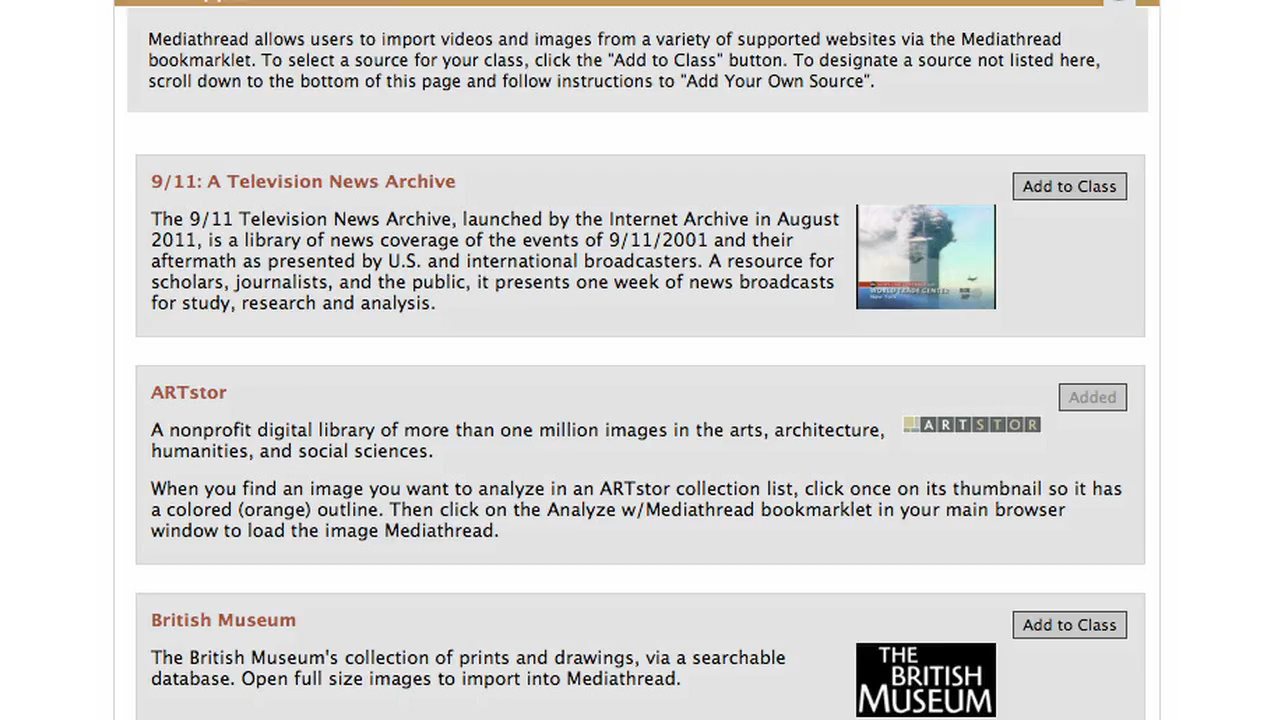 Mediathread allows users to import videos and images from a variety of supported websites via the Mediathread
bookmarklet. To select a source for your class, click the "Add to Class" button. To designate a source not listed here,
scroll down to the bottom of this page and follow instructions to "Add Your Own Source".
9/11: A Television News Archive
Add to Class
The 9/11 Television News Archive, launched by the Internet Archive in August
2011, is a library of news coverage of the events of 9/11/2001 and their
aftermath as presented by U.S. and international broadcasters. A resource for
scholars, journalists, and the public, it presents one week of news broadcasts
for study, research and analysis.
WORLD TRADE CENTER
New York
ARTstor
Added
A nonprofit digital library of more than one million images in the arts, architecture,
humanities, and social sciences.
ARTSTOR
When you find an image you want to analyze in an ARTstor collection list, click once on its thumbnail so it has
a colored (orange) outline. Then click on the Analyze w/Mediathread bookmarklet in your main browser
window to load the image Mediathread.
British Museum
Add to Class
The British Museum's collection of prints and drawings, via a searchable
database. Open full size images to import into Mediathread.
THE
BRITISH
MUSEUM